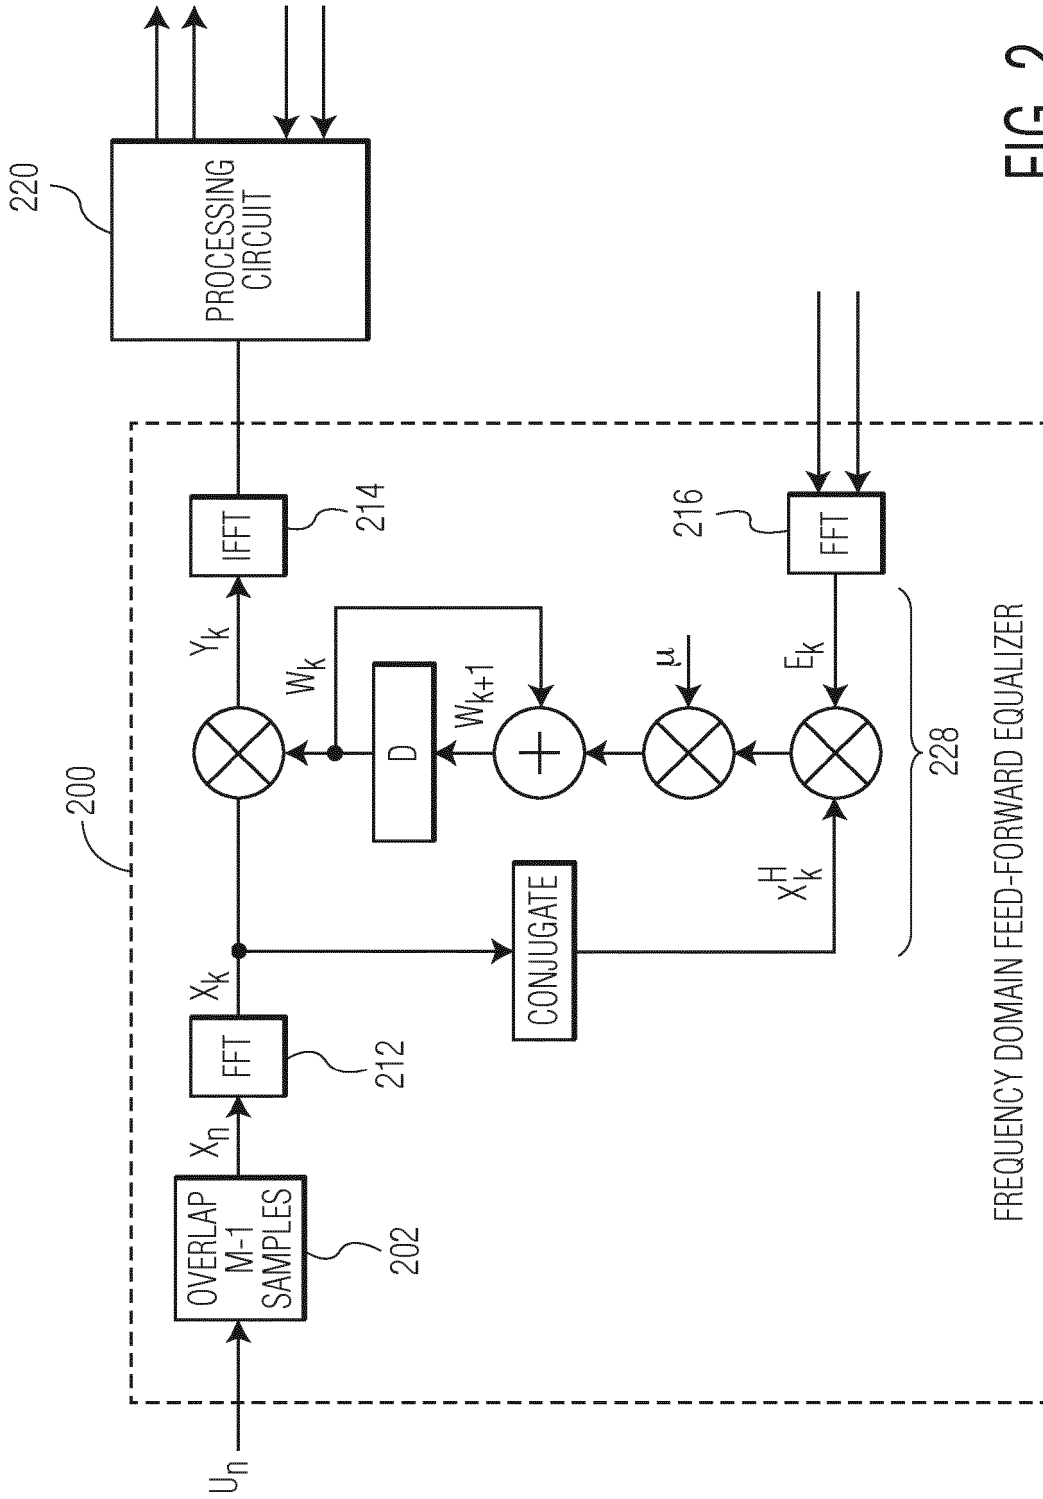 200
220
U_n
OVERLAP
M-1
SAMPLES
202
X_n
FFT
212
X_k
Y_k
IFFT
214
PROCESSING
CIRCUIT
W_k
D
W_{k+1}
+
μ
CONJUGATE
X_k^H
E_k
FFT
216
228
FREQUENCY DOMAIN FEED-FORWARD EQUALIZER
FIG. 2